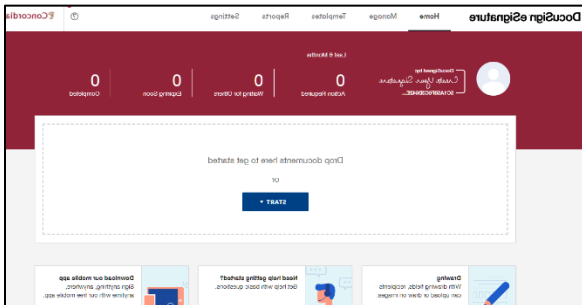 DocuSign eSignature Home Manage Templates Reports Settings
Concordia
Last 6 Months
DocuSigned by:
Create Your Signature
0 0 0 0
Action Required Waiting for Others Expiring Soon Completed
Drop documents here to get started
or
START
Drawing
With drawing fields, recipients
can upload or draw on images.
Need help getting started?
Get help with basic questions.
Download our mobile app
Sign anything, anywhere,
anytime with our free mobile app.